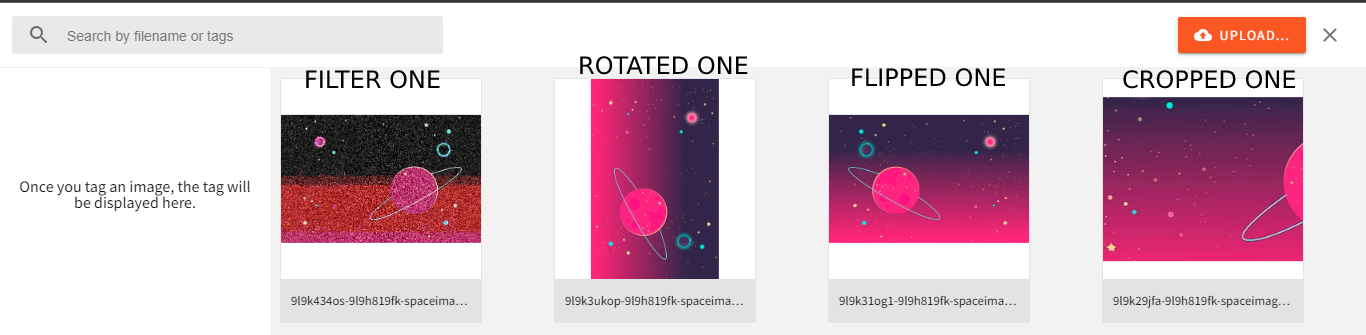 Search by filename or tags
UPLOAD...
FILTER ONE
ROTATED ONE
FLIPPED ONE
CROPPED ONE
Once you tag an image, the tag will
be displayed here.
9l9k434os-9l9h819fk-spaceima...
9l9k3ukop-9l9h819fk-spaceima...
9l9k31og1-9l9h819fk-spaceima...
9l9k29jfa-9l9h819fk-spaceimag...